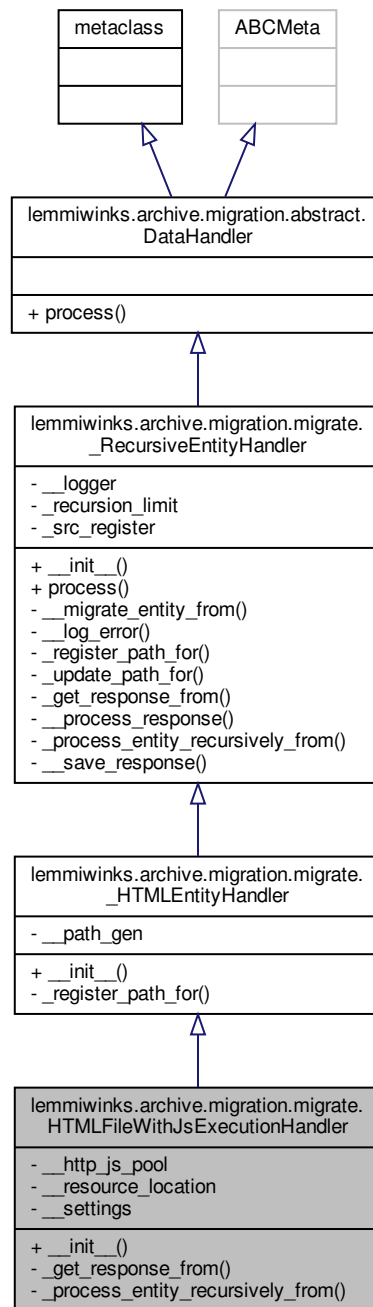 metaclass
ABCMeta
lemmiwinks.archive.migration.abstract.
DataHandler
+ process()
lemmiwinks.archive.migration.migrate.
_RecursiveEntityHandler
- __logger
- _recursion_limit
- _src_register
+ __init__()
+ process()
- __migrate_entity_from()
- __log_error()
- _register_path_for()
- _update_path_for()
- _get_response_from()
- __process_response()
- _process_entity_recursively_from()
- __save_response()
lemmiwinks.archive.migration.migrate.
_HTMLEntityHandler
- __path_gen
+ __init__()
- _register_path_for()
lemmiwinks.archive.migration.migrate.
HTMLFileWithJsExecutionHandler
- __http_js_pool
- __resource_location
- __settings
+ __init__()
- _get_response_from()
- _process_entity_recursively_from()